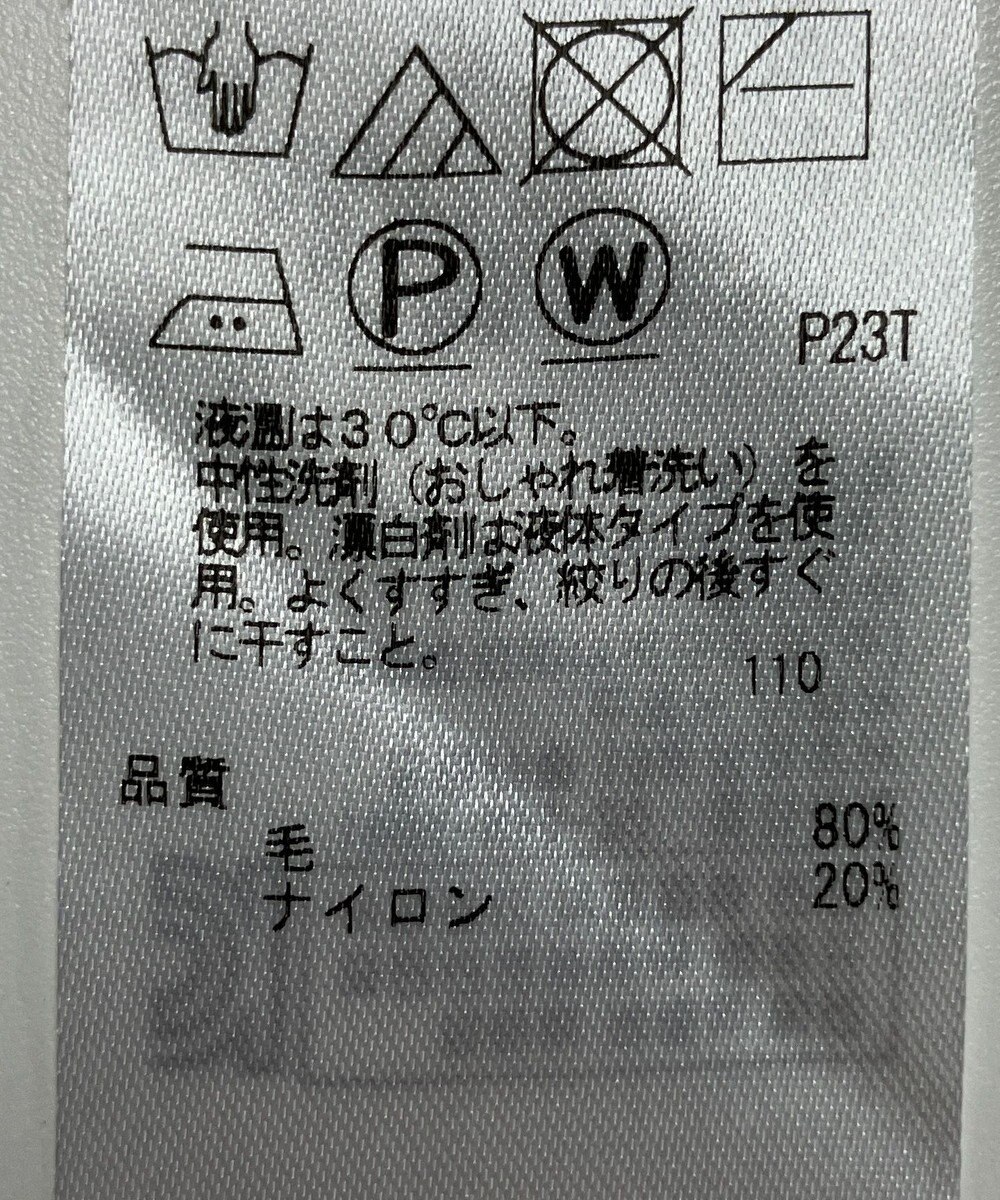 P
W
P23T
液温は30℃以下。
中性洗剤（おしゃれ着洗い）を
使用。漂白剤は液体タイプを使
用。よくすすぎ、絞りの後すぐ
に干すこと。
110
品質
毛 80%
ナイロン 20%